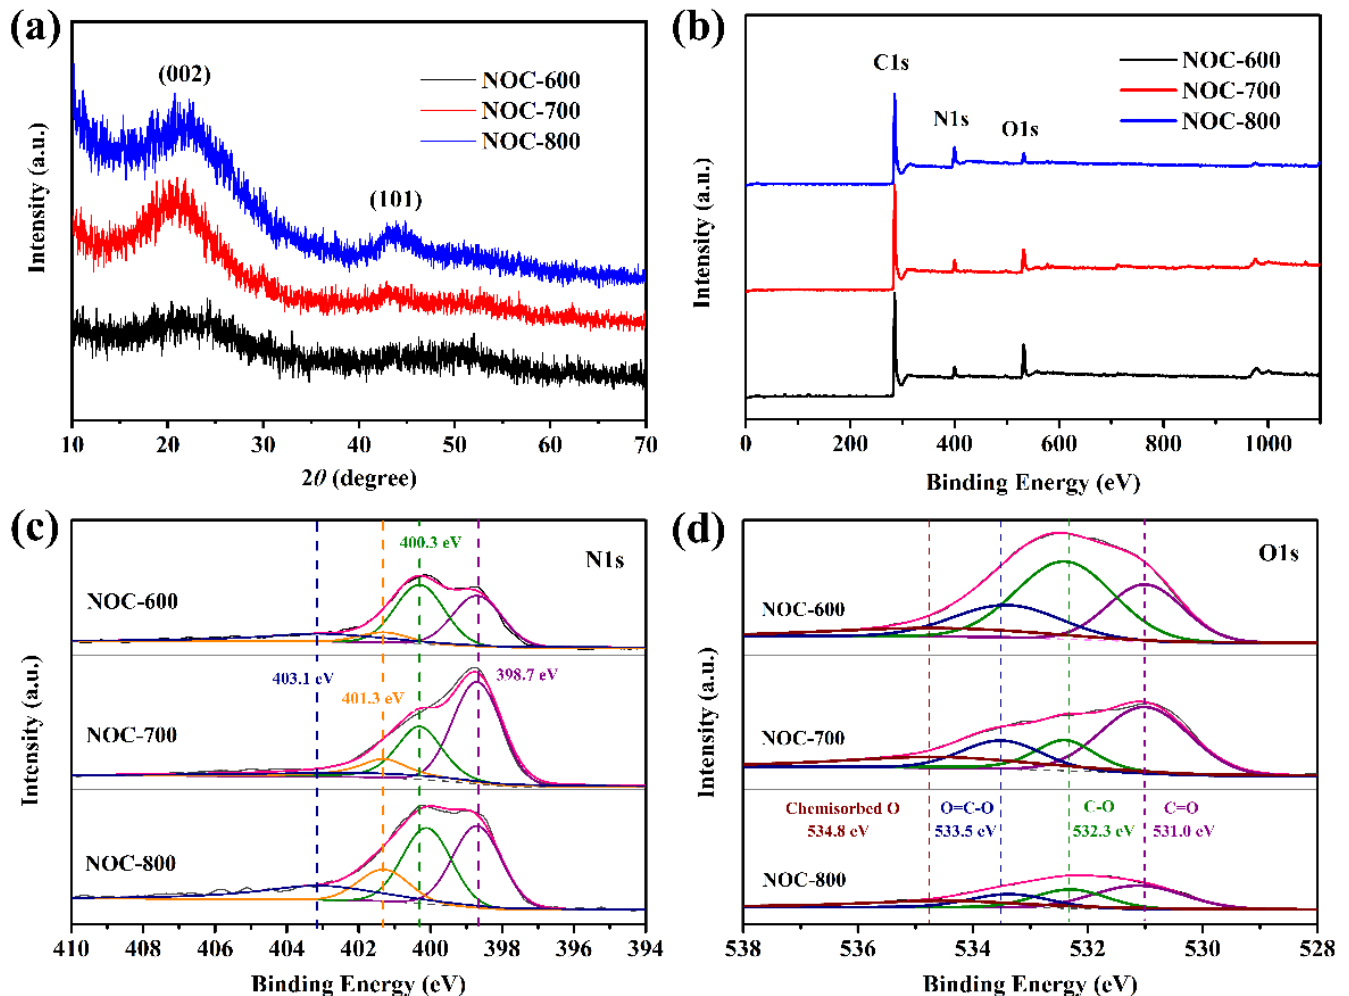 (a)
(002)
(101)
NOC-600
NOC-700
NOC-800
Intensity (a.u.)
10 20 30 40 50 60 70
2θ (degree)
(b)
C1s
N1s
O1s
NOC-600
NOC-700
NOC-800
Intensity (a.u.)
0 200 400 600 800 1000
Binding Energy (eV)
(c)
N1s
400.3 eV
NOC-600
403.1 eV
401.3 eV
398.7 eV
NOC-700
NOC-800
Intensity (a.u.)
410 408 406 404 402 400 398 396 394
Binding Energy (eV)
(d)
O1s
NOC-600
NOC-700
Chemisorbed O
534.8 eV
O=C-O
533.5 eV
C-O
532.3 eV
C=O
531.0 eV
NOC-800
Intensity (a.u.)
538 536 534 532 530 528
Binding Energy (eV)